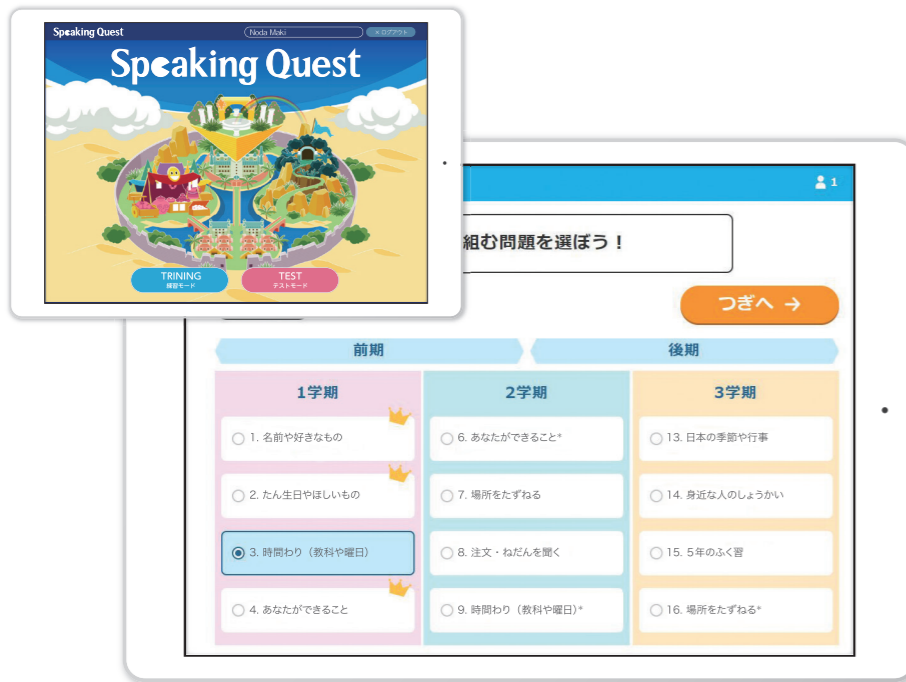 Speaking Quest
Noda Maki
× ログアウト
Speaking Quest
TRINING
練習モード
TEST
テストモード
1
組む問題を選ぼう！
つぎへ →
前期
後期
1学期
2学期
3学期
1. 名前や好きなもの
6. あなたができること*
13. 日本の季節や行事
2. たん生日やほしいもの
7. 場所をたずねる
14. 身近な人のしょうかい
3. 時間わり（教科や曜日）
8. 注文・ねだんを聞く
15. 5年のふく習
4. あなたができること
9. 時間わり（教科や曜日）*
16. 場所をたずねる*